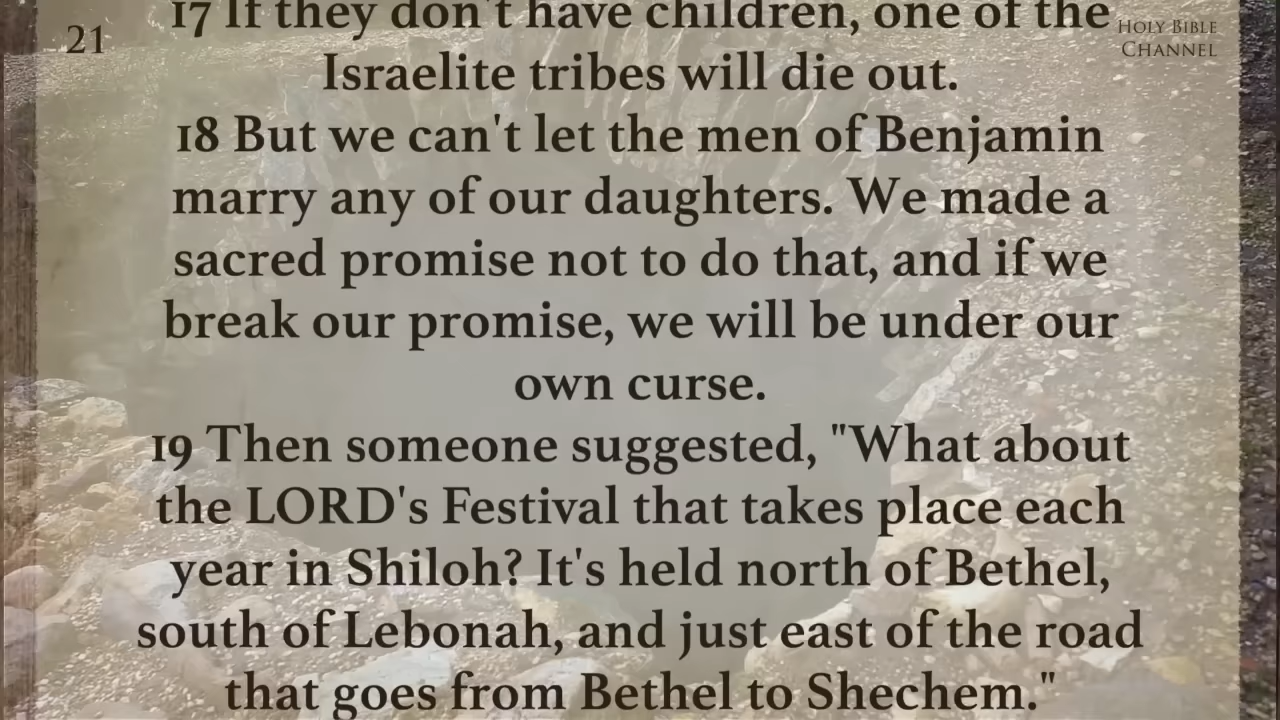 21
HOLY BIBLE
CHANNEL
17 If they don't have children, one of the
Israelite tribes will die out.
18 But we can't let the men of Benjamin
marry any of our daughters. We made a
sacred promise not to do that, and if we
break our promise, we will be under our
own curse.
19 Then someone suggested, "What about
the LORD's Festival that takes place each
year in Shiloh? It's held north of Bethel,
south of Lebonah, and just east of the road
that goes from Bethel to Shechem."